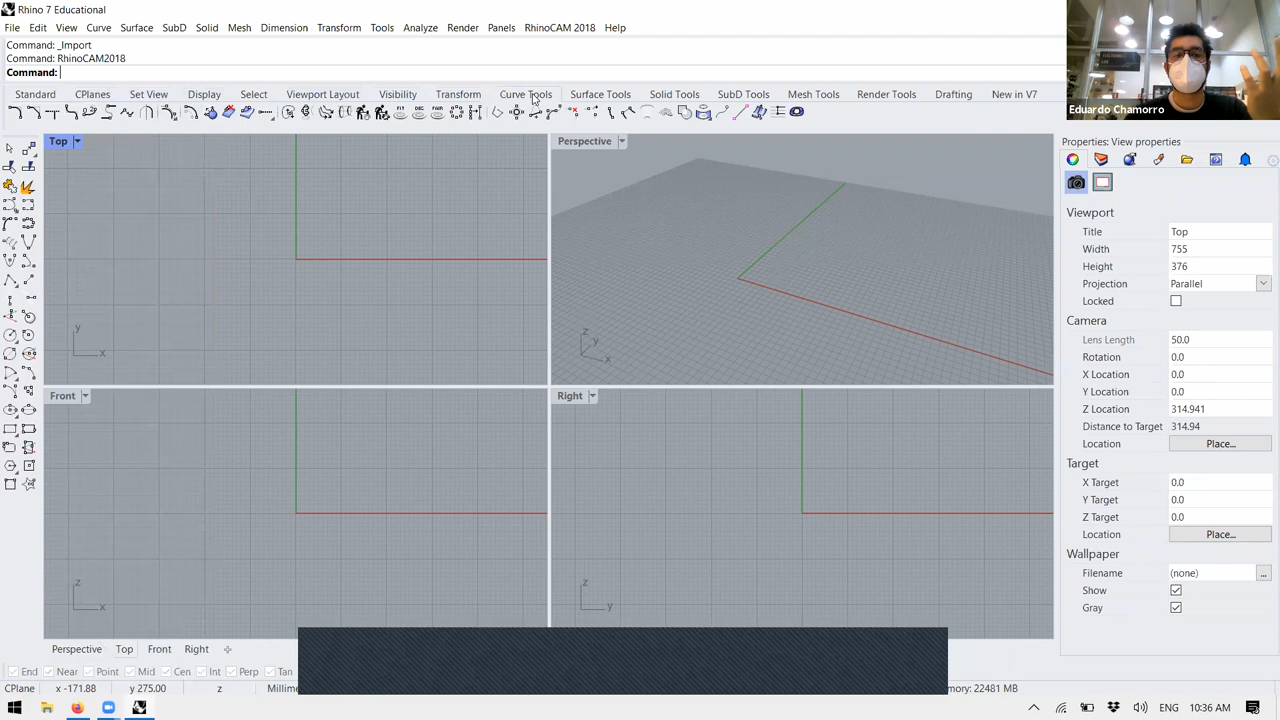 Rhino 7 Educational
File Edit View Curve Surface SubD Solid Mesh Dimension Transform Tools Analyze Render Panels RhinoCAM 2018 Help
Command: _Import
Command: RhinoCAM2018
Command:
Standard CPlanes Set View Display Select Viewport Layout Visibility Transform Curve Tools Surface Tools Solid Tools SubD Tools Mesh Tools Render Tools Drafting New in V7
Eduardo Chamorro
Top
Perspective
Properties: View properties
Viewport
Title Top
Width 755
Height 376
Projection Parallel
Locked
Camera
Lens Length 50.0
Rotation 0.0
X Location 0.0
Y Location 0.0
Z Location 314.941
Distance to Target 314.94
Location Place...
Target
X Target 0.0
Y Target 0.0
Z Target 0.0
Location Place...
Wallpaper
Filename (none) ...
Show
Gray
y
x
z
y
x
Front
Right
z
x
z
y
Perspective Top Front Right
End Near Point Mid Cen Int Perp Tan
CPlane x -171.88 y 275.00 z
22481 MB
ENG 10:36 AM